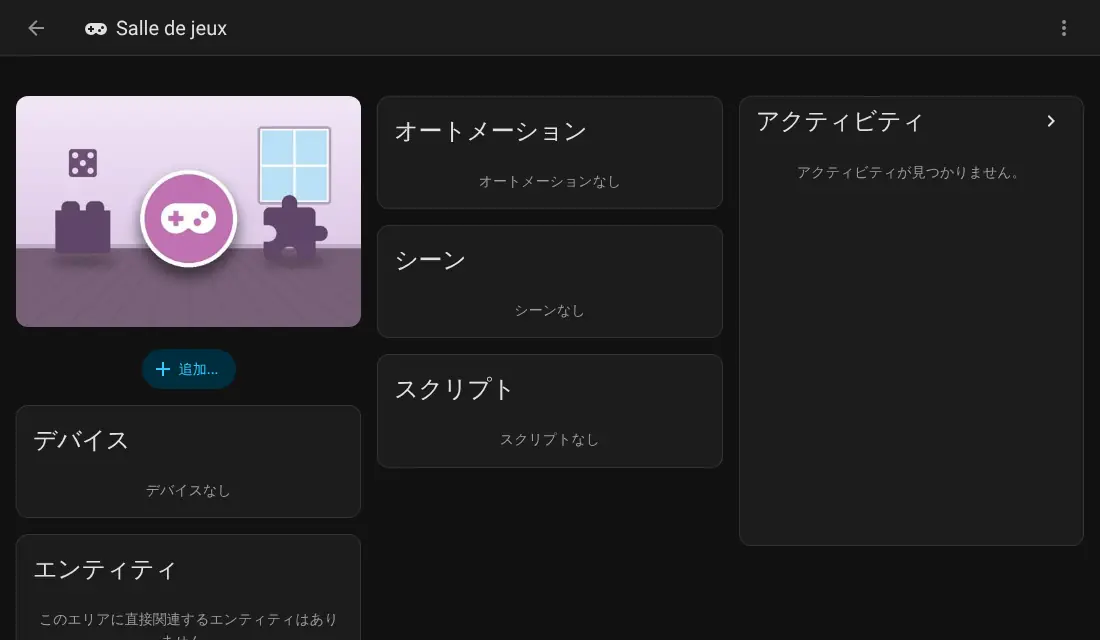 Salle de jeux
追加...
デバイス
デバイスなし
エンティティ
このエリアに直接関連するエンティティはあり
ません。
オートメーション
オートメーションなし
シーン
シーンなし
スクリプト
スクリプトなし
アクティビティ
アクティビティが見つかりません。